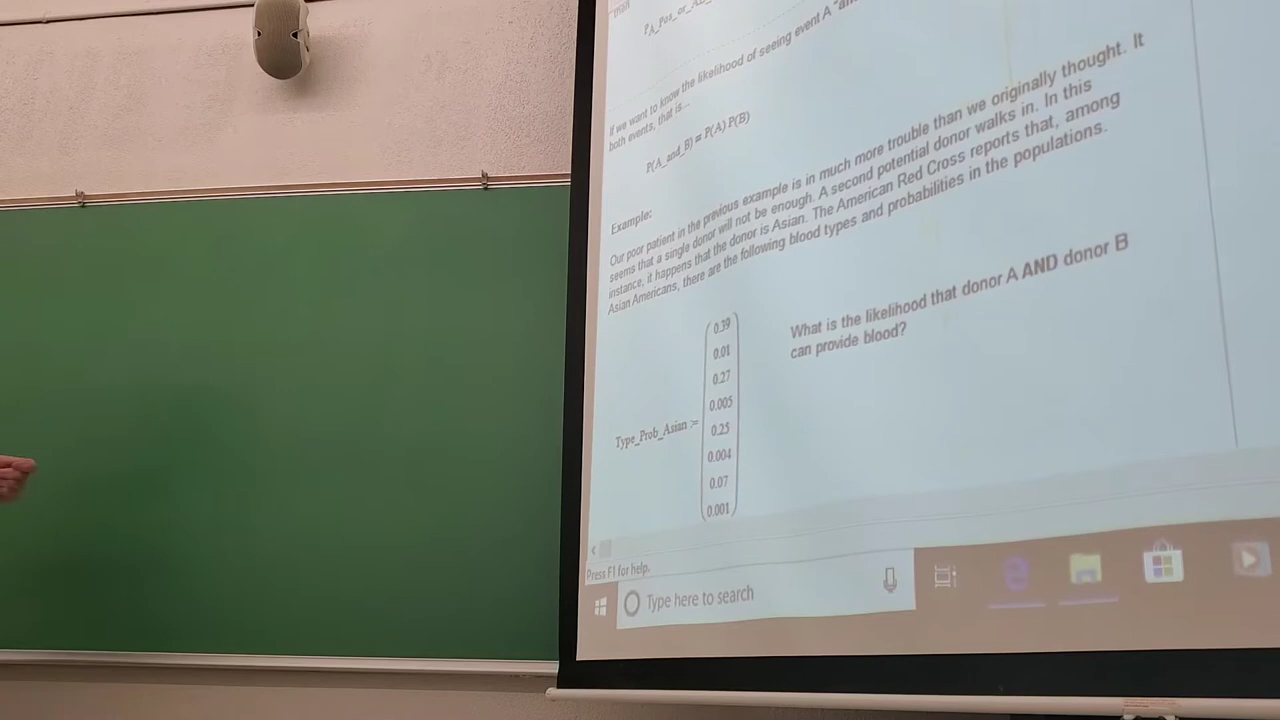 than
If we want to know the likelihood of seeing event A "an
both events, that is...
P(A_and_B) = P(A) P(B)
Example:
Our poor patient in the previous example is in much more trouble than we originally thought. It
seems that a single donor will not be enough. A second potential donor walks in. In this
instance, it happens that the donor is Asian. The American Red Cross reports that, among
Asian Americans, there are the following blood types and probabilities in the populations.
What is the likelihood that donor A AND donor B
can provide blood?
0.39
0.01
0.27
0.005
Type_Prob_Asian := 0.25
0.004
0.07
0.001
Press F1 for help.
Type here to search